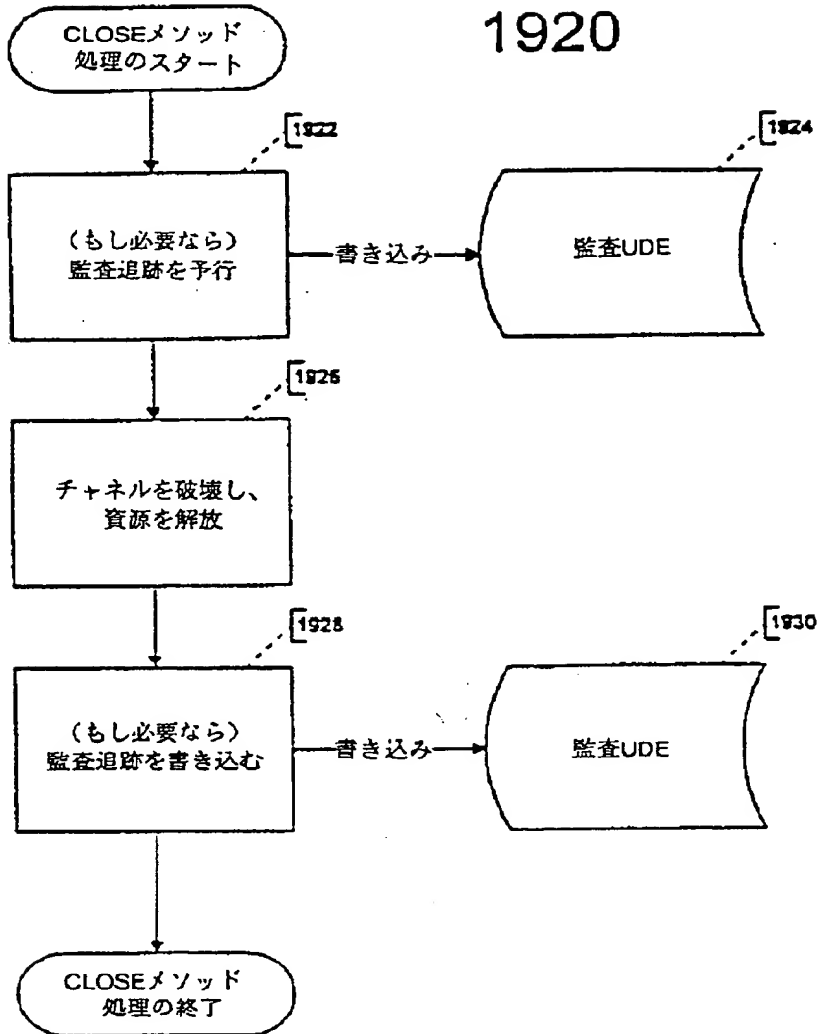 1920
CLOSEメソッド
処理のスタート
1922
(もし必要なら)
監査追跡を予行
書き込み
1924
監査UDE
1926
チャネルを破壊し、
資源を解放
1928
(もし必要なら)
監査追跡を書き込む
書き込み
1930
監査UDE
CLOSEメソッド
処理の終了